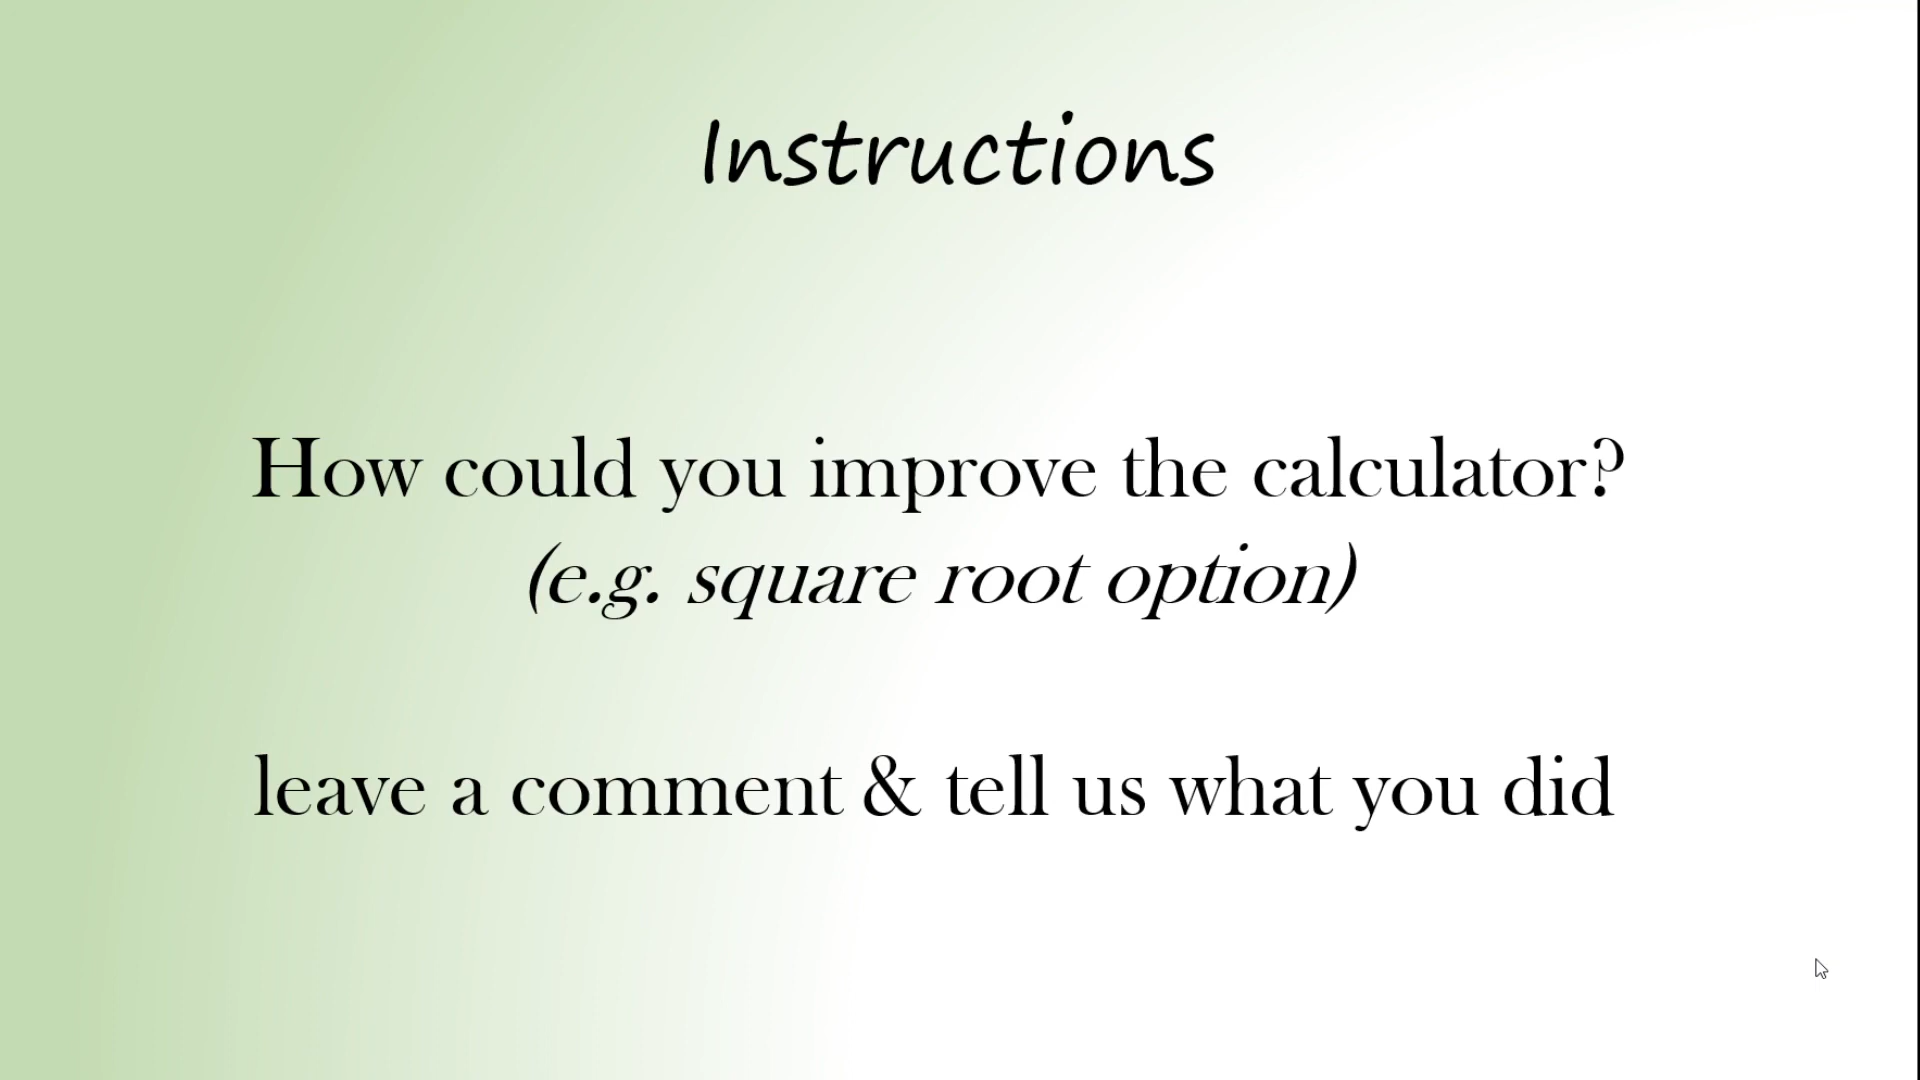 Instructions
How could you improve the calculator?
(e.g. square root option)
leave a comment & tell us what you did